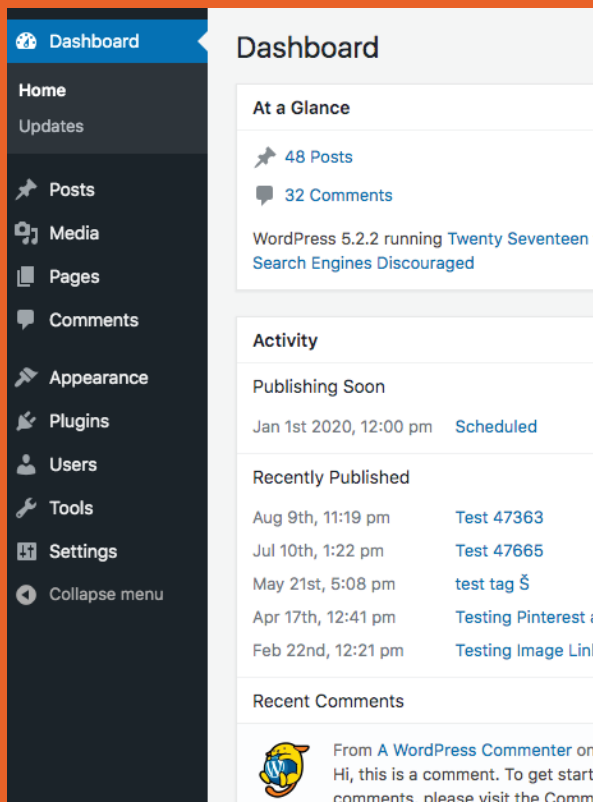 Dashboard
Home
Updates
Posts
Media
Pages
Comments
Appearance
Plugins
Users
Tools
Settings
Collapse menu
Dashboard
At a Glance
48 Posts
32 Comments
WordPress 5.2.2 running Twenty Seventeen
Search Engines Discouraged
Activity
Publishing Soon
Jan 1st 2020, 12:00 pm Scheduled
Recently Published
Aug 9th, 11:19 pm Test 47363
Jul 10th, 1:22 pm Test 47665
May 21st, 5:08 pm test tag Š
Apr 17th, 12:41 pm Testing Pinterest
Feb 22nd, 12:21 pm Testing Image
Recent Comments
From A WordPress Commenter on
Hi, this is a comment. To get
comments, please visit the